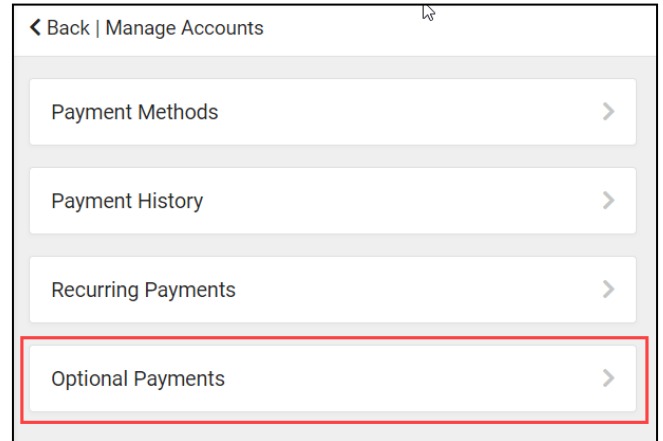 Back | Manage Accounts
Payment Methods
Payment History
Recurring Payments
Optional Payments